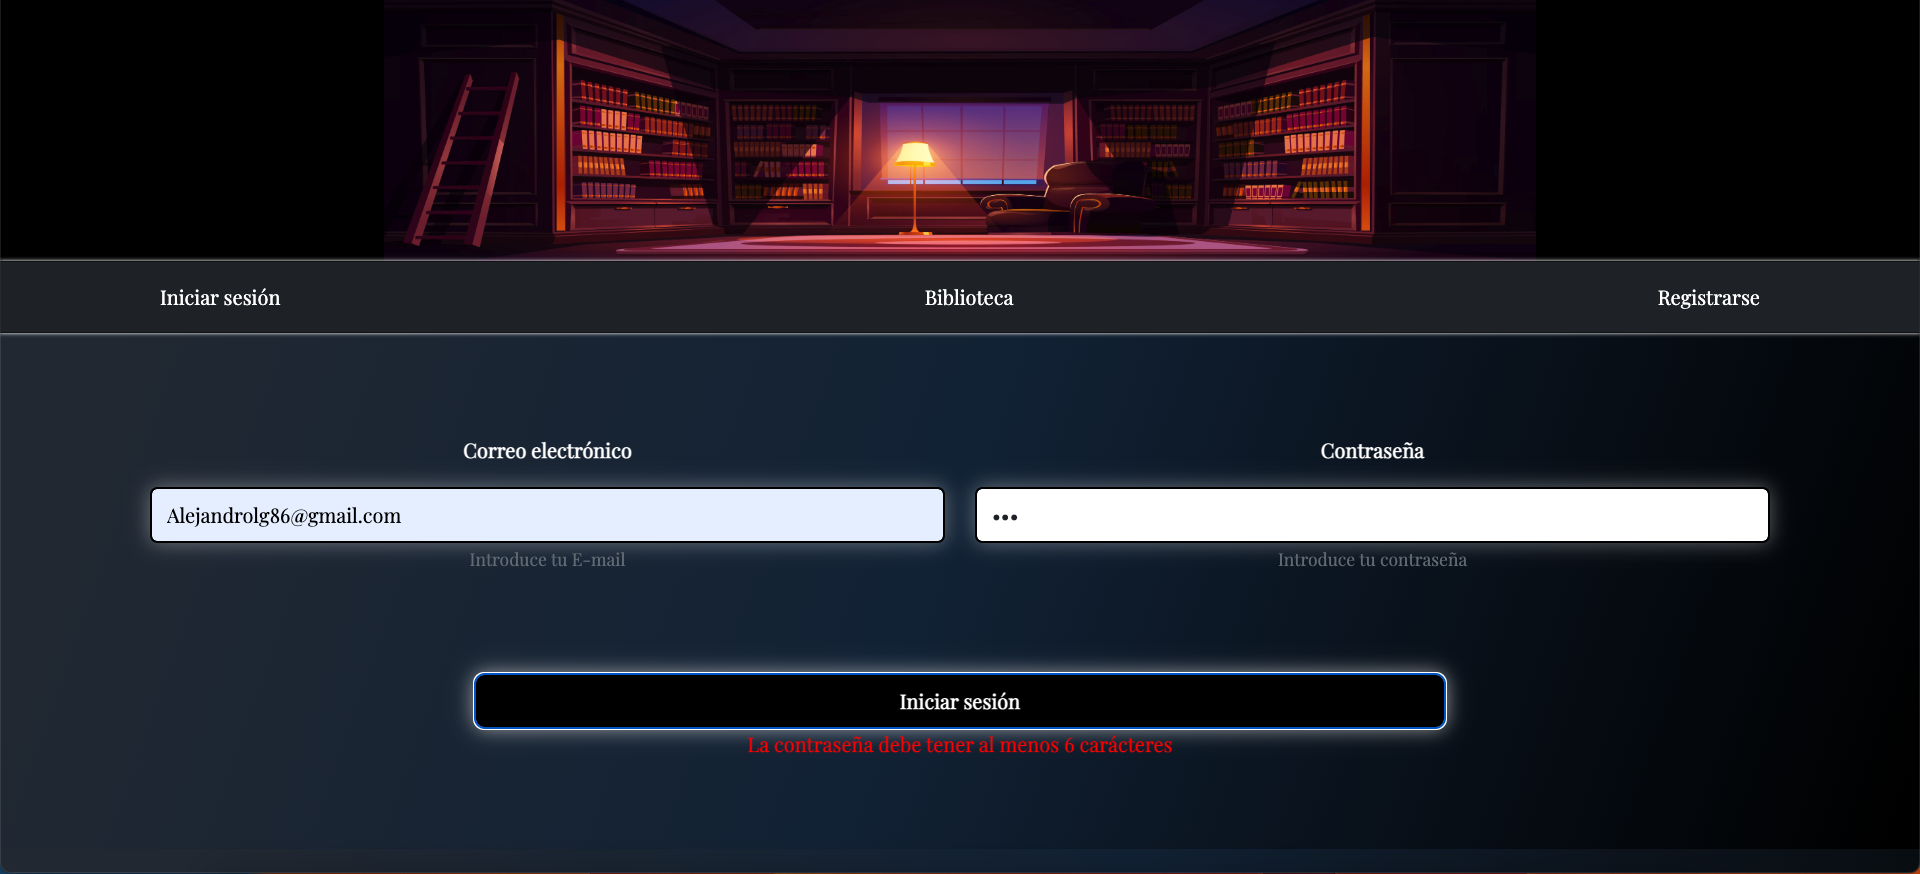 Iniciar sesión
Biblioteca
Registrarse
Correo electrónico
Contraseña
Alejandrolg86@gmail.com
•••
Introduce tu E-mail
Introduce tu contraseña
Iniciar sesión
La contraseña debe tener al menos 6 carácteres